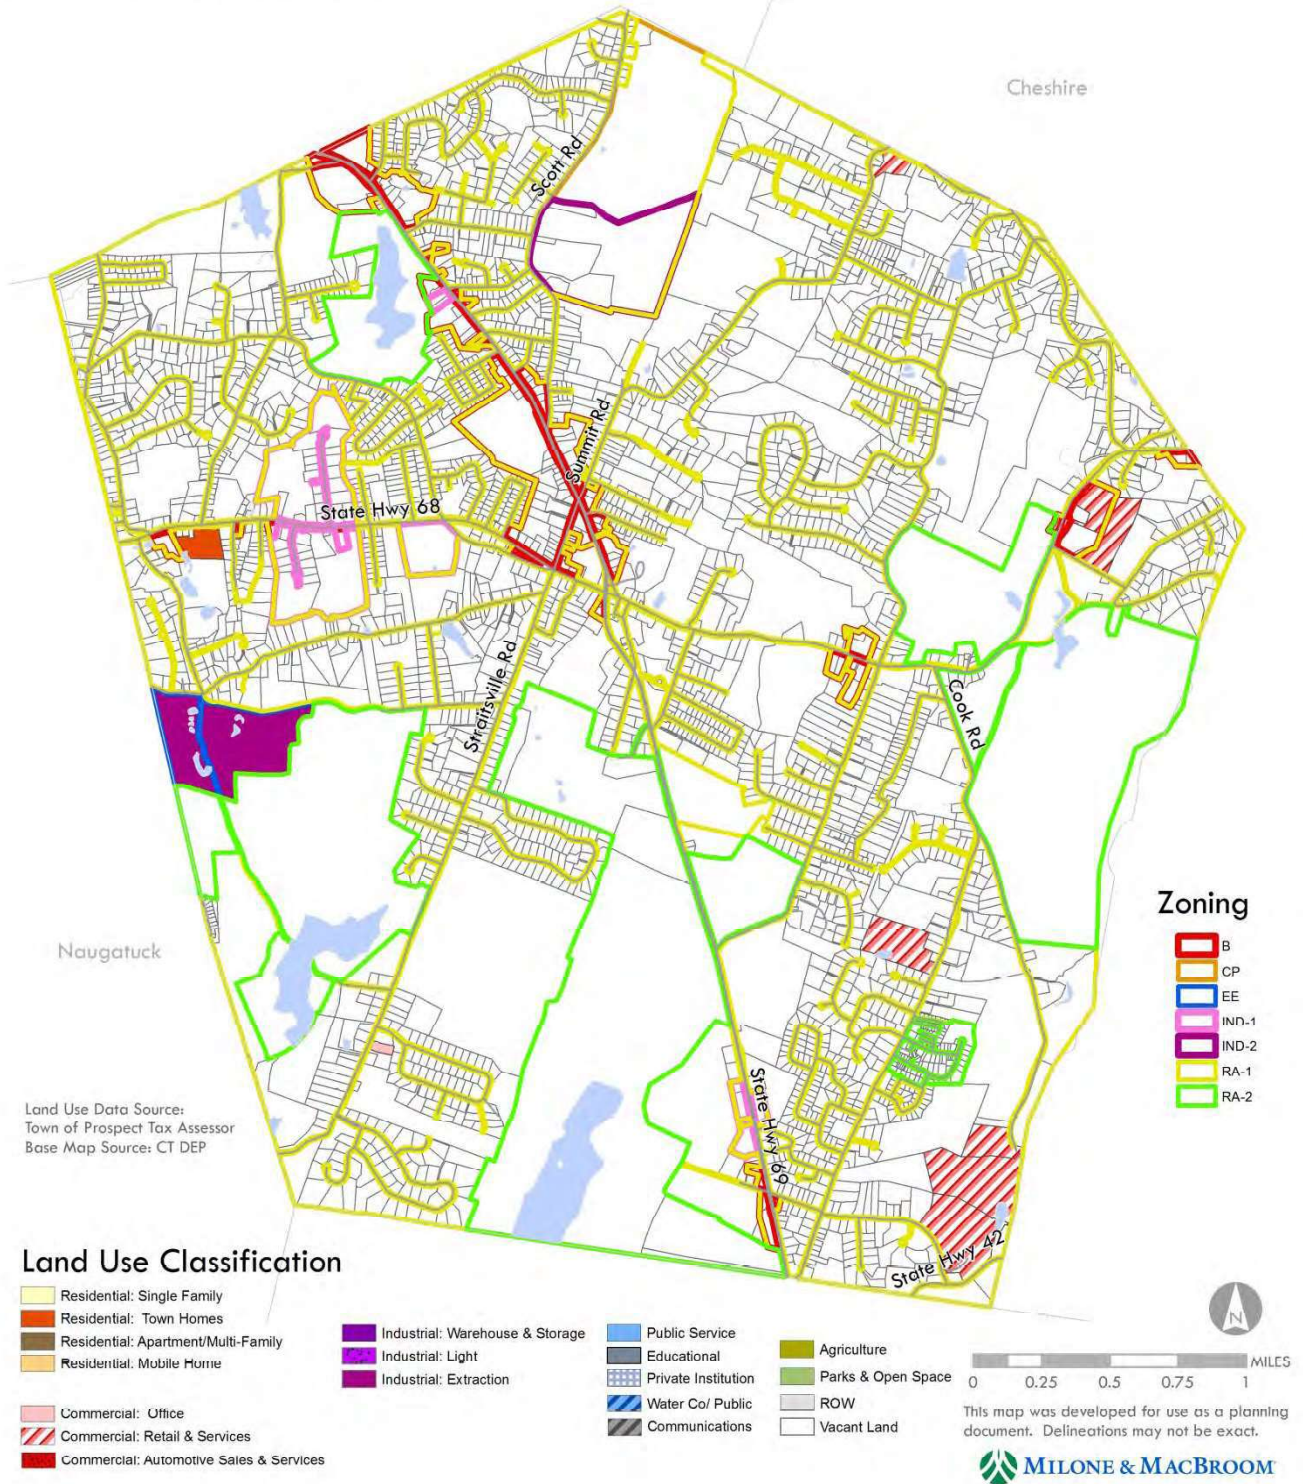 Cheshire
Scott Rd
Summit Rd
State Hwy 68
Straitsville Rd
Cook Rd
Naugatuck
State Hwy 69
State Hwy 42
Zoning
B
CP
EE
IND-1
IND-2
RA-1
RA-2
Land Use Data Source:
Town of Prospect Tax Assessor
Base Map Source: CT DEP
Land Use Classification
Residential: Single Family
Residential: Town Homes
Residential: Apartment/Multi-Family
Residential: Mobile Home
Commercial: Office
Commercial: Retail & Services
Commercial: Automotive Sales & Services
Industrial: Warehouse & Storage
Industrial: Light
Industrial: Extraction
Public Service
Educational
Private Institution
Water Co/ Public
Communications
Agriculture
Parks & Open Space
ROW
Vacant Land
N
MILES
0 0.25 0.5 0.75 1
This map was developed for use as a planning
document. Delineations may not be exact.
MILONE & MACBROOM